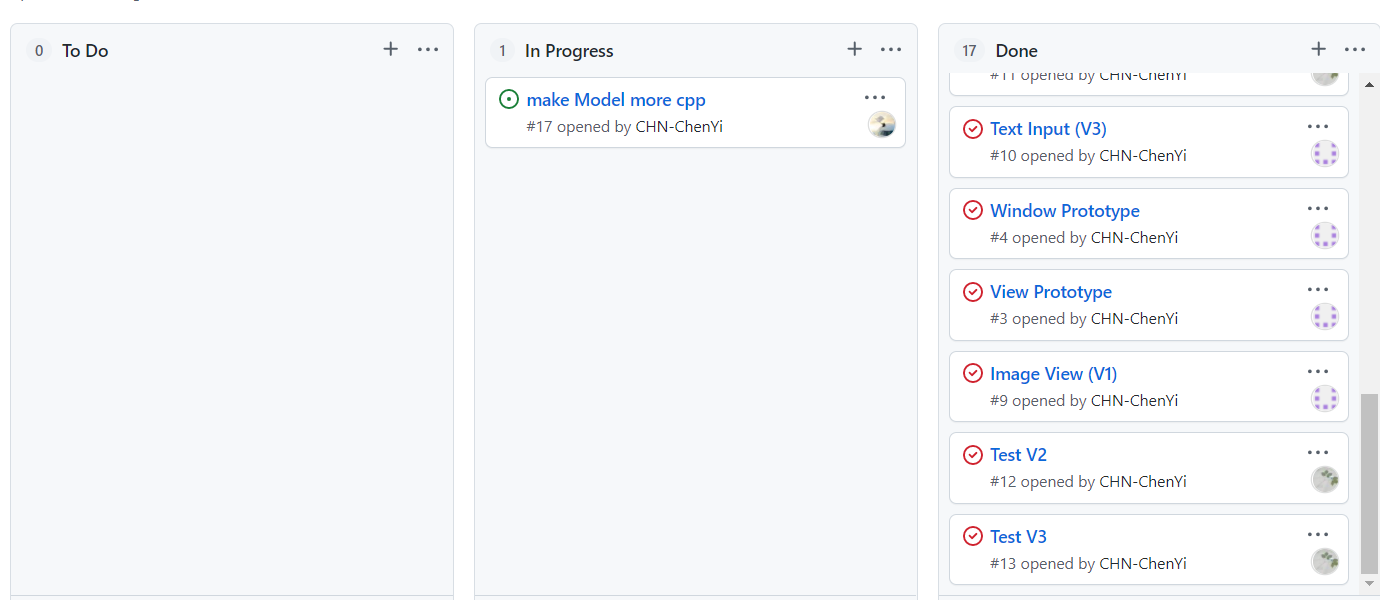 0 To Do
1 In Progress
make Model more cpp
#17 opened by CHN-ChenYi
17 Done
#11 opened by CHN-ChenYi
Text Input (V3)
#10 opened by CHN-ChenYi
Window Prototype
#4 opened by CHN-ChenYi
View Prototype
#3 opened by CHN-ChenYi
Image View (V1)
#9 opened by CHN-ChenYi
Test V2
#12 opened by CHN-ChenYi
Test V3
#13 opened by CHN-ChenYi